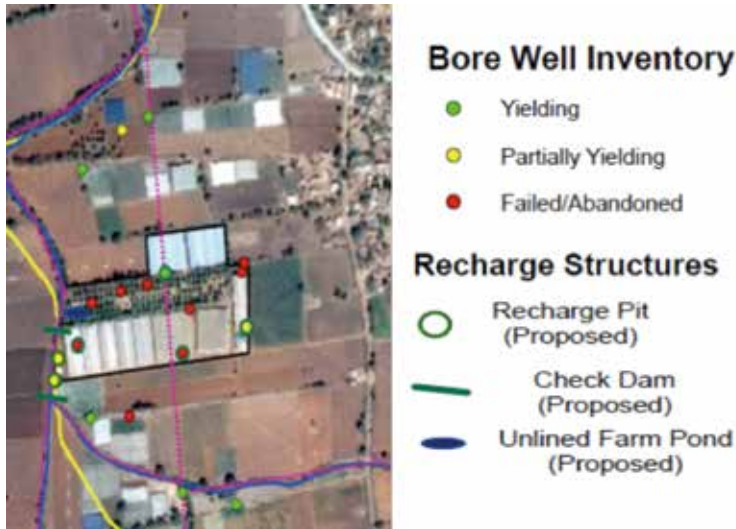 Bore Well Inventory
Yielding
Partially Yielding
Failed/Abandoned
Recharge Structures
Recharge Pit
(Proposed)
Check Dam
(Proposed)
Unlined Farm Pond
(Proposed)